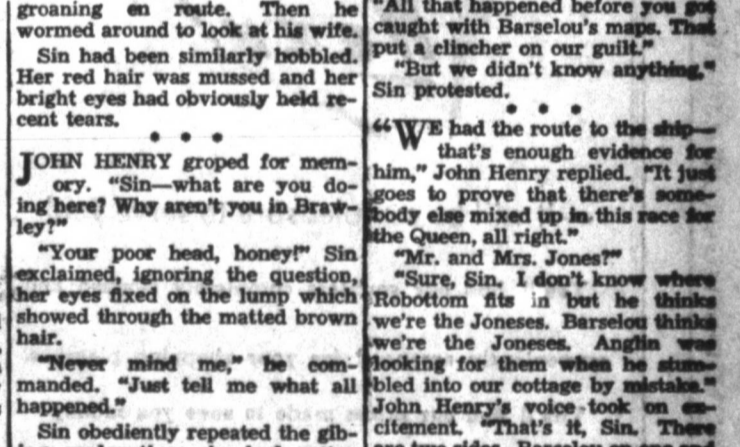 groaning en route. Then he
wormed around to look at his wife.
Sin had been similarly hobbled.
Her red hair was mussed and her
bright eyes had obviously held re-
cent tears.
• • •
JOHN HENRY groped for mem-
ory. "Sin—what are you do-
ing here? Why aren't you in Braw-
ley?"
"Your poor head, honey!" Sin
exclaimed, ignoring the question,
her eyes fixed on the lump which
showed through the matted brown
hair.
"Never mind me," he com-
manded. "Just tell me what all
happened."
Sin obediently repeated the gib-
"All that happened before you got
caught with Barselou's maps. That
put a clincher on our guilt."
"But we didn't know anything,"
Sin protested.
• • •
"WE had the route to the ship—
that's enough evidence for
him," John Henry replied. "It just
goes to prove that there's some-
body else mixed up in this race for
the Queen, all right."
"Mr. and Mrs. Jones?"
"Sure, Sin. I don't know where
Robottom fits in but he thinks
we're the Joneses. Barselou thinks
we're the Joneses. Anglin was
looking for them when he stum-
bled into our cottage by mistake."
John Henry's voice took on ex-
citement. "That's it, Sin. There
are two sides. Barselou